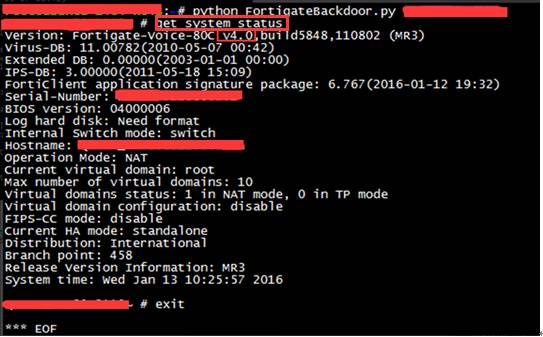 : # python FortigateBackdoor.py
# get system status
Version: Fortigate-Voice-80C v4.0,build5848,110802 (MR3)
Virus-DB: 11.00782(2010-05-07 00:42)
Extended DB: 0.00000(2003-01-01 00:00)
IPS-DB: 3.00000(2011-05-18 15:09)
FortiClient application signature package: 6.767(2016-01-12 19:32)
Serial-Number:
BIOS version: 04000006
Log hard disk: Need format
Internal Switch mode: switch
Hostname:
Operation Mode: NAT
Current virtual domain: root
Max number of virtual domains: 10
Virtual domains status: 1 in NAT mode, 0 in TP mode
Virtual domain configuration: disable
FIPS-CC mode: disable
Current HA mode: standalone
Distribution: International
Branch point: 458
Release Version Information: MR3
System time: Wed Jan 13 10:25:57 2016
~ # exit
*** EOF